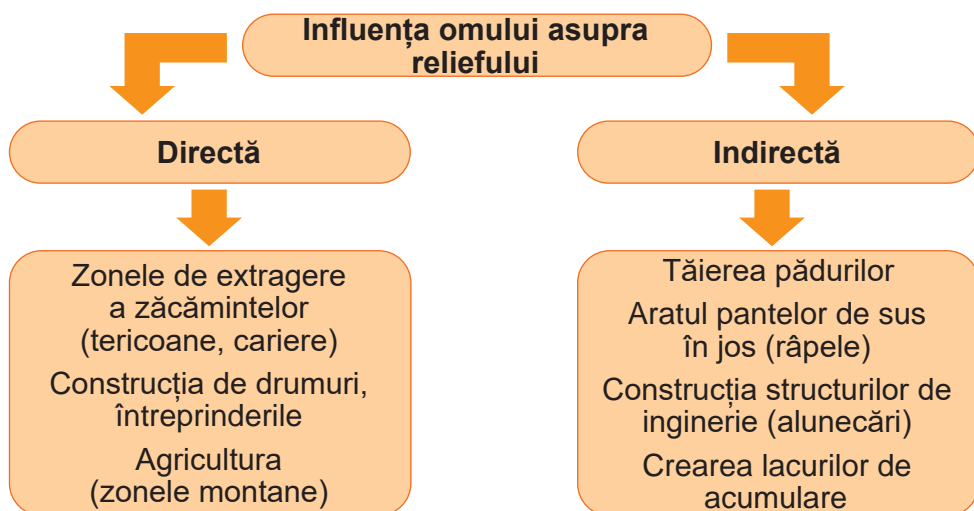 Influența omului asupra
reliefului
Directă
Indirectă
Zonele de extragere
a zăcămintelor
(tericoane, cariere)
Construcția de drumuri,
întreprinderile
Agricultura
(zonele montane)
Tăierea pădurilor
Aratul pantelor de sus
în jos (râpele)
Construcția structurilor de
inginerie (alunecări)
Crearea lacurilor de
acumulare